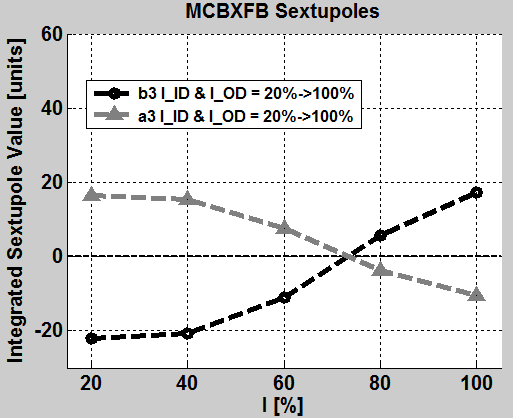 MCBXFB Sextupoles
Integrated Sextupole Value [units]
60
40
20
0
-20
b3 I_ID & I_OD = 20%->100%
a3 I_ID & I_OD = 20%->100%
20 40 60 80 100
I [%]